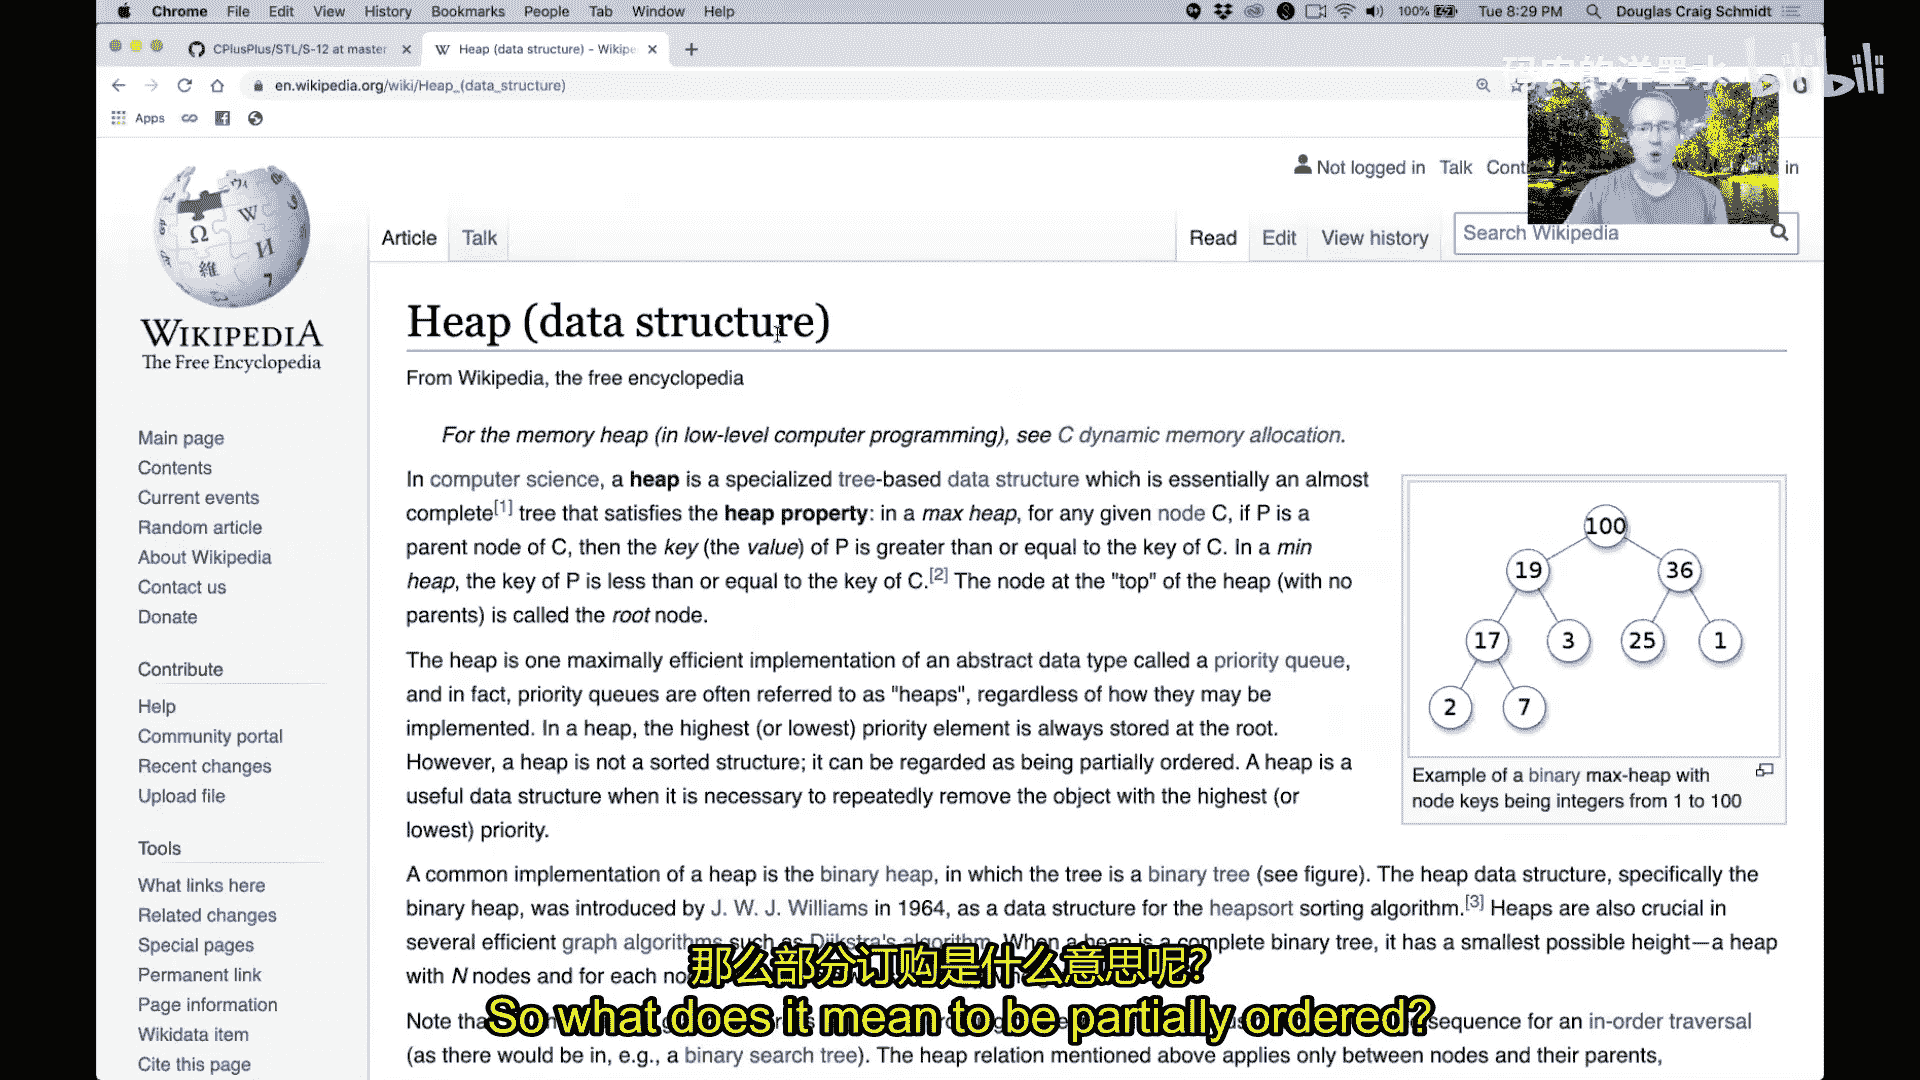 Chrome File Edit View History Bookmarks People Tab Window Help
100% Tue 8:29 PM Douglas Craig Schmidt
CPlusPlus/STL/S-12 at master
Heap (data structure) - Wikipe
en.wikipedia.org/wiki/Heap_(data_structure)
bilibili
Apps
Not logged in Talk Cont in
Article Talk Read Edit View history
Search Wikipedia
WIKIPEDIA
The Free Encyclopedia
Main page
Contents
Current events
Random article
About Wikipedia
Contact us
Donate
Contribute
Help
Community portal
Recent changes
Upload file
Tools
What links here
Related changes
Special pages
Permanent link
Page information
Wikidata item
Cite this page
Heap (data structure)
From Wikipedia, the free encyclopedia
For the memory heap (in low-level computer programming), see C dynamic memory allocation.
In computer science, a heap is a specialized tree-based data structure which is essentially an almost
complete[1] tree that satisfies the heap property: in a max heap, for any given node C, if P is a
parent node of C, then the key (the value) of P is greater than or equal to the key of C. In a min
heap, the key of P is less than or equal to the key of C.[2] The node at the "top" of the heap (with no
parents) is called the root node.
The heap is one maximally efficient implementation of an abstract data type called a priority queue,
and in fact, priority queues are often referred to as "heaps", regardless of how they may be
implemented. In a heap, the highest (or lowest) priority element is always stored at the root.
However, a heap is not a sorted structure; it can be regarded as being partially ordered. A heap is a
useful data structure when it is necessary to repeatedly remove the object with the highest (or
lowest) priority.
100
19 36
17 3 25 1
2 7
Example of a binary max-heap with
node keys being integers from 1 to 100
A common implementation of a heap is the binary heap, in which the tree is a binary tree (see figure). The heap data structure, specifically the
binary heap, was introduced by J. W. J. Williams in 1964, as a data structure for the heapsort sorting algorithm.[3] Heaps are also crucial in
several efficient graph algorithms such as Dijkstra's algorithm. When a heap is a complete binary tree, it has a smallest possible height—a heap
with N nodes and for each
Note sequence for an in-order traversal
(as there would be in, e.g., a binary search tree). The heap relation mentioned above applies only between nodes and their parents,
那么部分订购是什么意思呢?
So what does it mean to be partially ordered?